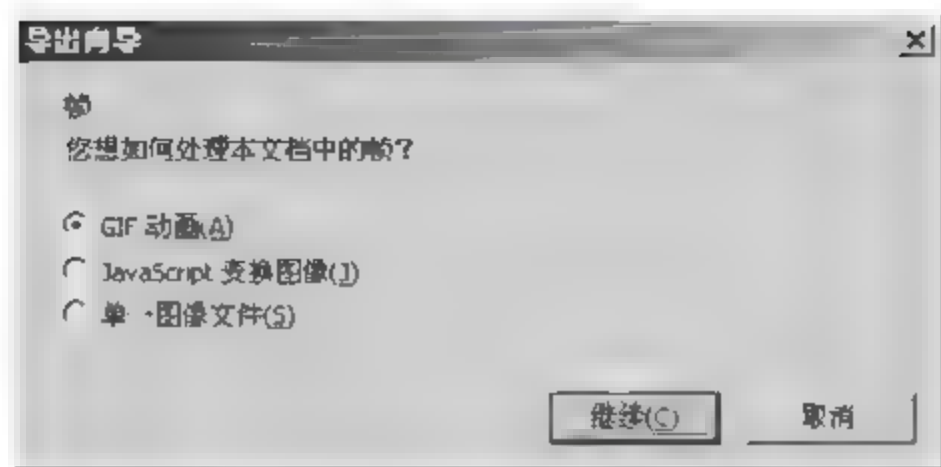 导出向导
帧
您想如何处理本文档中的帧?
GIF 动画(A)
JavaScript 变换图像(J)
单一图像文件(S)
继续(C)
取消